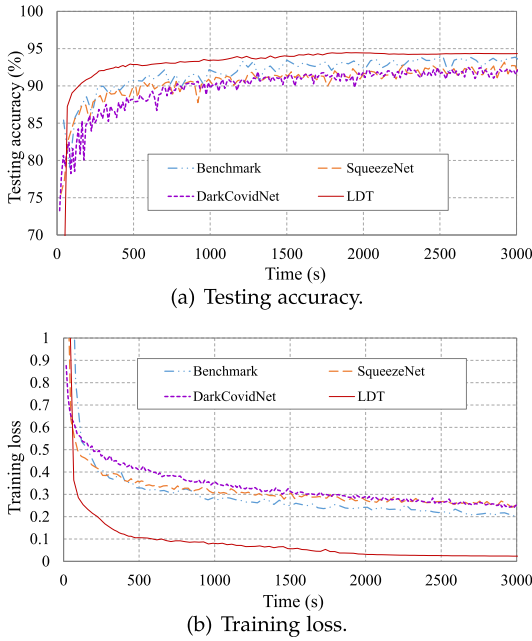 100
95
90
85
80
75
70
Testing accuracy (%)
Benchmark
SqueezeNet
DarkCovidNet
LDT
0 500 1000 1500 2000 2500 3000
Time (s)
(a) Testing accuracy.
1
0.9
0.8
0.7
0.6
0.5
0.4
0.3
0.2
0.1
0
Training loss
Benchmark
SqueezeNet
DarkCovidNet
LDT
0 500 1000 1500 2000 2500 3000
Time (s)
(b) Training loss.